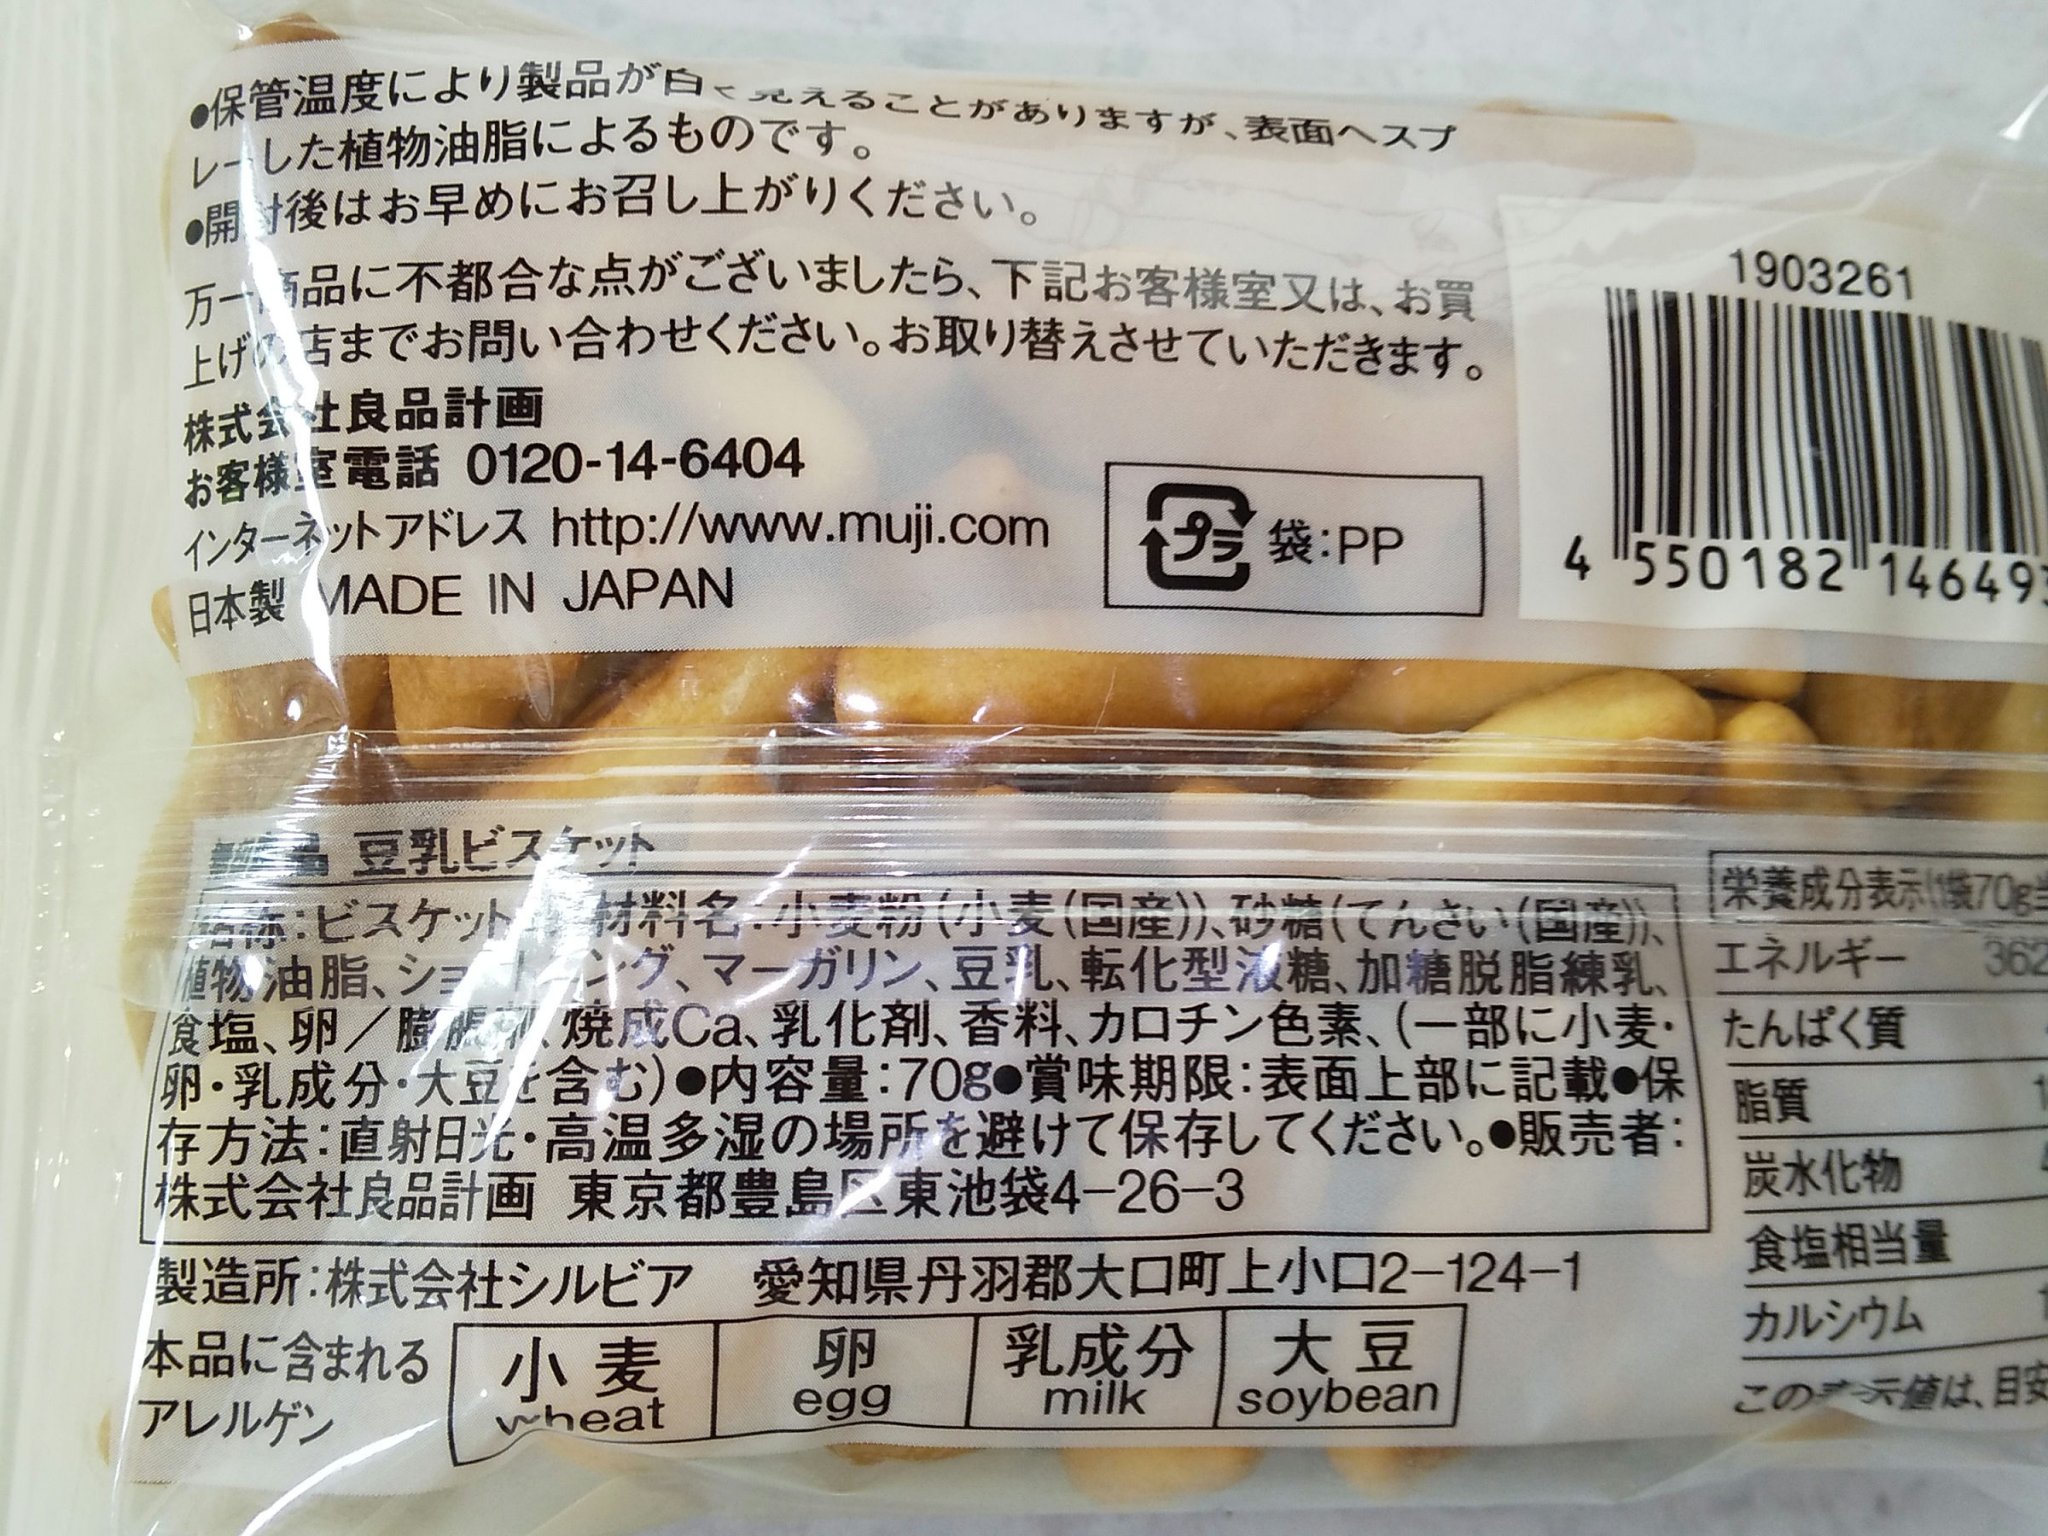 ●保管温度により製品が白く見えることがありますが、表面へスプ
レーした植物油脂によるものです。
●開封後はお早めにお召し上がりください。
万一商品に不都合な点がございましたら、下記お客様室又は、お買
上げの店までお問い合わせください。お取り替えさせていただきます。
株式会社良品計画
お客様室電話 0120-14-6404
インターネットアドレス http://www.muji.com
日本製 MADE IN JAPAN
プラ 袋:PP
1903261
4 550182 146493
豆乳ビスケット
名称:ビスケット 材料名:小麦粉(小麦(国産))、砂糖(てんさい(国産))、
植物油脂、ショートニング、マーガリン、豆乳、転化型液糖、加糖脱脂練乳、
食塩、卵/膨脹剤、焼成Ca、乳化剤、香料、カロチン色素、(一部に小麦・
卵・乳成分・大豆を含む)●内容量:70g●賞味期限:表面上部に記載●保
存方法:直射日光・高温多湿の場所を避けて保存してください。●販売者:
株式会社良品計画 東京都豊島区東池袋4-26-3
製造所:株式会社シルビア 愛知県丹羽郡大口町上小口2-124-1
本品に含まれる
アレルゲン
小麦 wheat
卵 egg
乳成分 milk
大豆 soybean
栄養成分表示(1袋70g当
エネルギー 362
たんぱく質
脂質 1
炭水化物
食塩相当量
カルシウム
この表示値は、目安